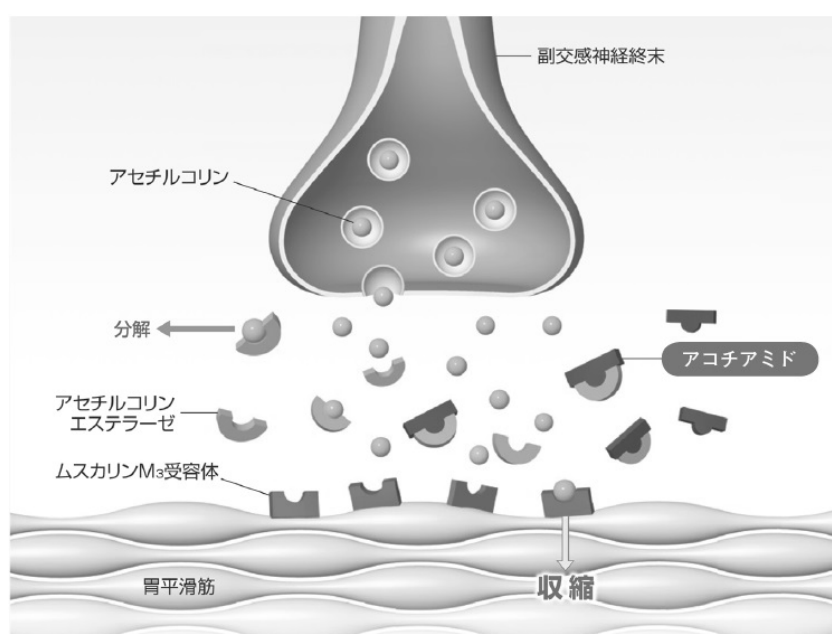 副交感神経終末
アセチルコリン
分解
アコチアミド
アセチルコリン
エステラーゼ
ムスカリンM₃受容体
胃平滑筋
収縮